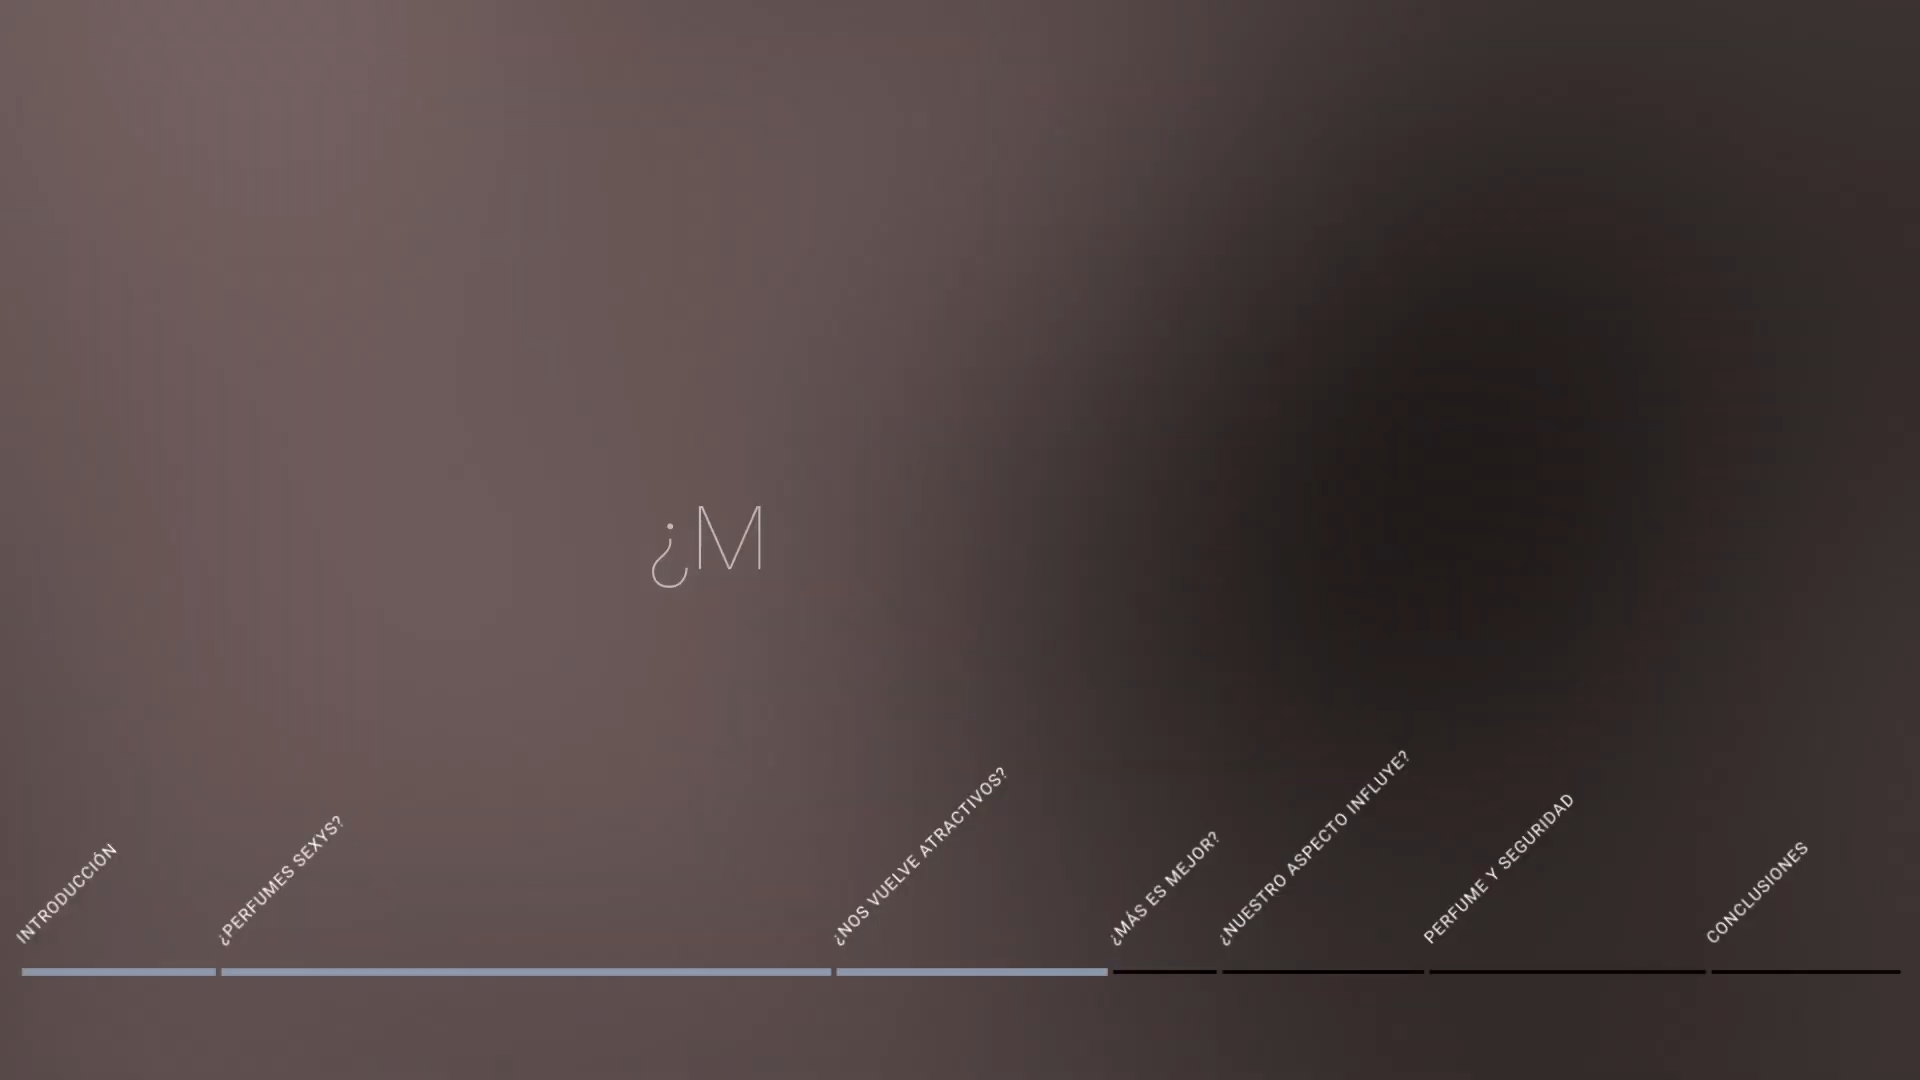 ¿M
INTRODUCCIÓN
¿PERFUMES SEXYS?
¿NOS VUELVE ATRACTIVOS?
¿MÁS ES MEJOR?
¿NUESTRO ASPECTO INFLUYE?
PERFUME Y SEGURIDAD
CONCLUSIONES